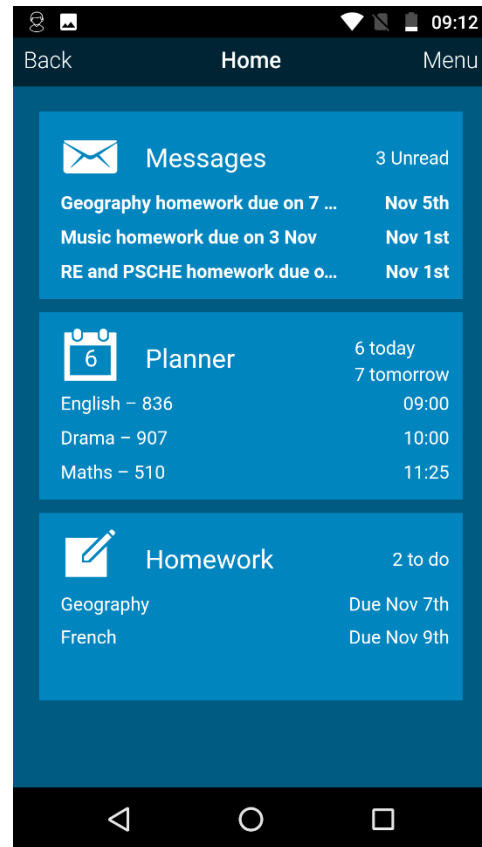 09:12
Back Home Menu
Messages 3 Unread
Geography homework due on 7 ... Nov 5th
Music homework due on 3 Nov Nov 1st
RE and PSCHE homework due o... Nov 1st
6 Planner 6 today
7 tomorrow
English – 836 09:00
Drama – 907 10:00
Maths – 510 11:25
Homework 2 to do
Geography Due Nov 7th
French Due Nov 9th